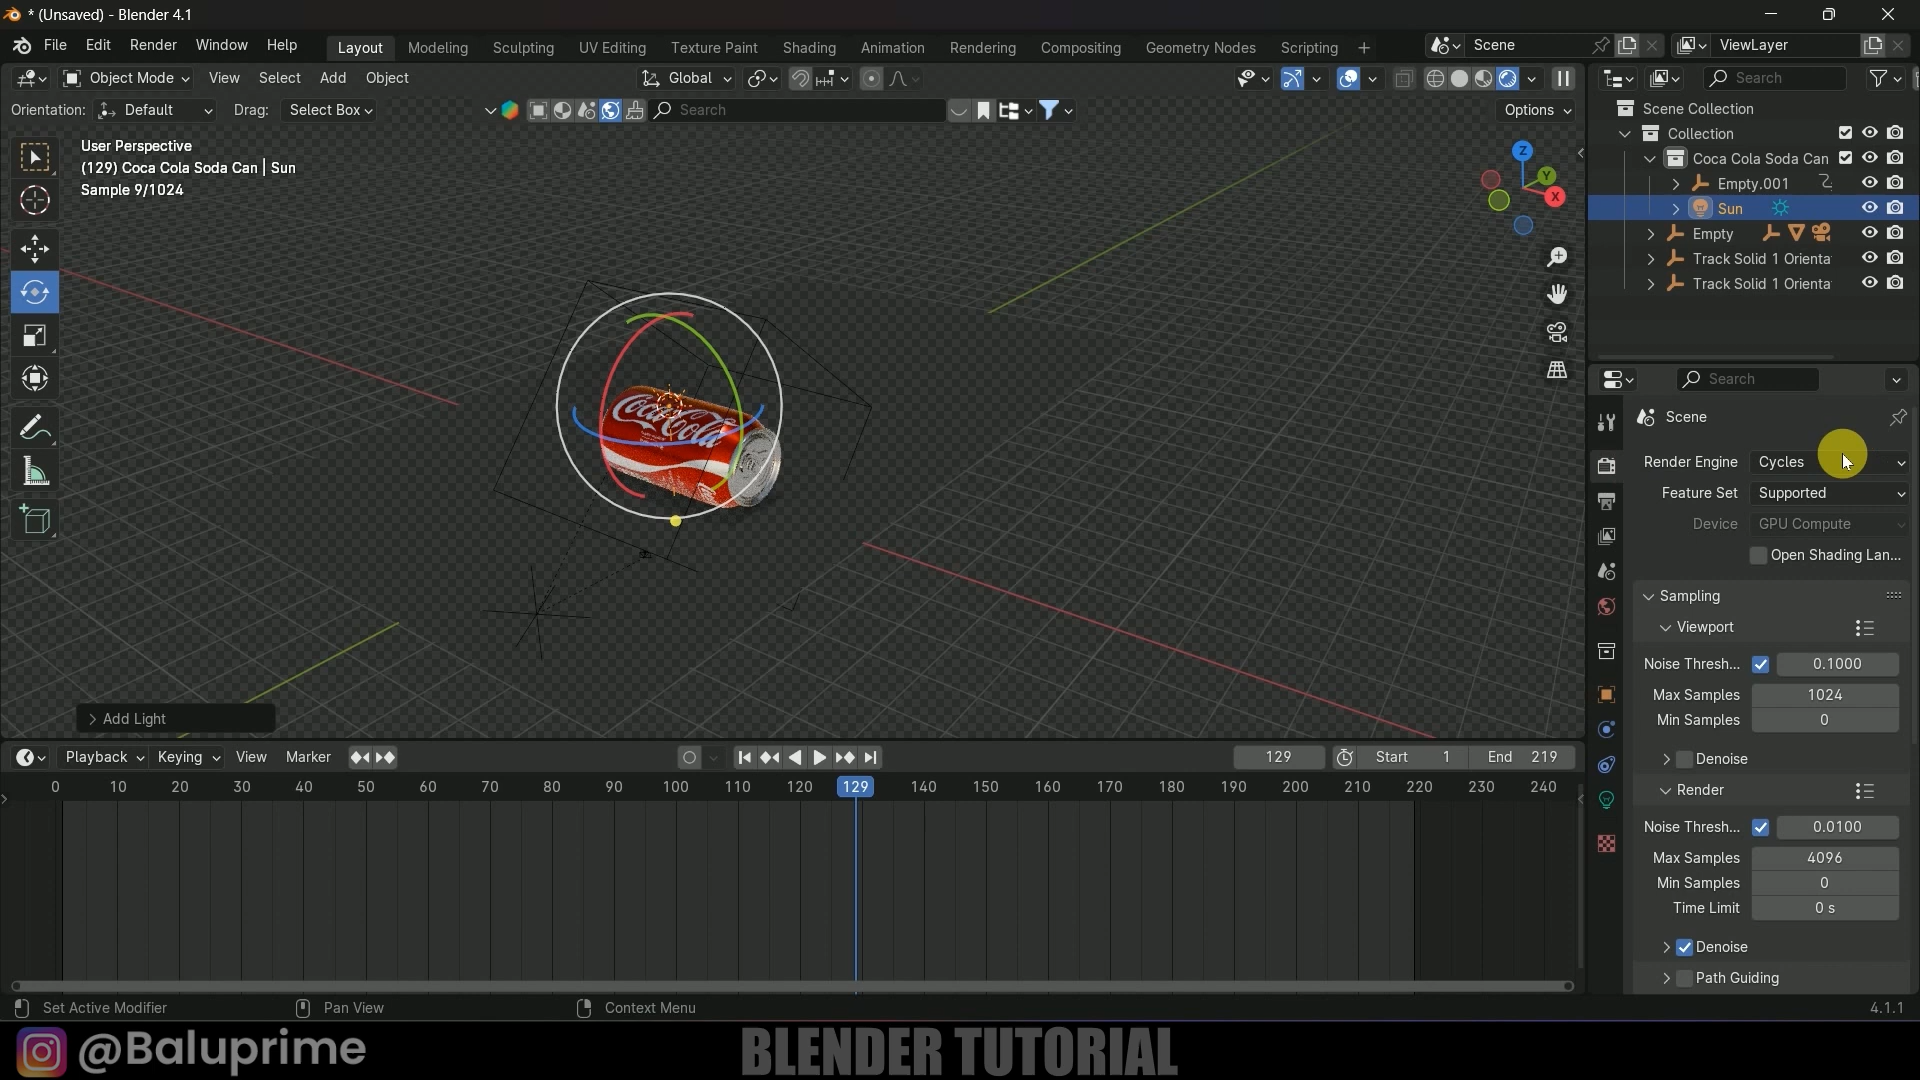 * (Unsaved) - Blender 4.1
File Edit Render Window Help Layout Modeling Sculpting UV Editing Texture Paint Shading Animation Rendering Compositing Geometry Nodes Scripting + Scene ViewLayer
Object Mode View Select Add Object Global Search
Orientation: Default Drag: Select Box Search Options
User Perspective
(129) Coca Cola Soda Can | Sun
Sample 9/1024
Z
Y
X
Coca-Cola
Add Light
Scene Collection
Collection
Coca Cola Soda Can
Empty.001
Sun
Empty
Track Solid 1 Orienta
Track Solid 1 Orienta
Search
Scene
Render Engine Cycles
Feature Set Supported
Device GPU Compute
Open Shading Lan...
Sampling
Viewport
Noise Thresh... 0.1000
Max Samples 1024
Min Samples 0
Denoise
Render
Noise Thresh... 0.0100
Max Samples 4096
Min Samples 0
Time Limit 0 s
Denoise
Path Guiding
Playback Keying View Marker 129 Start 1 End 219
0 10 20 30 40 50 60 70 80 90 100 110 120 129 140 150 160 170 180 190 200 210 220 230 240
Set Active Modifier Pan View Context Menu 4.1.1
@Baluprime BLENDER TUTORIAL